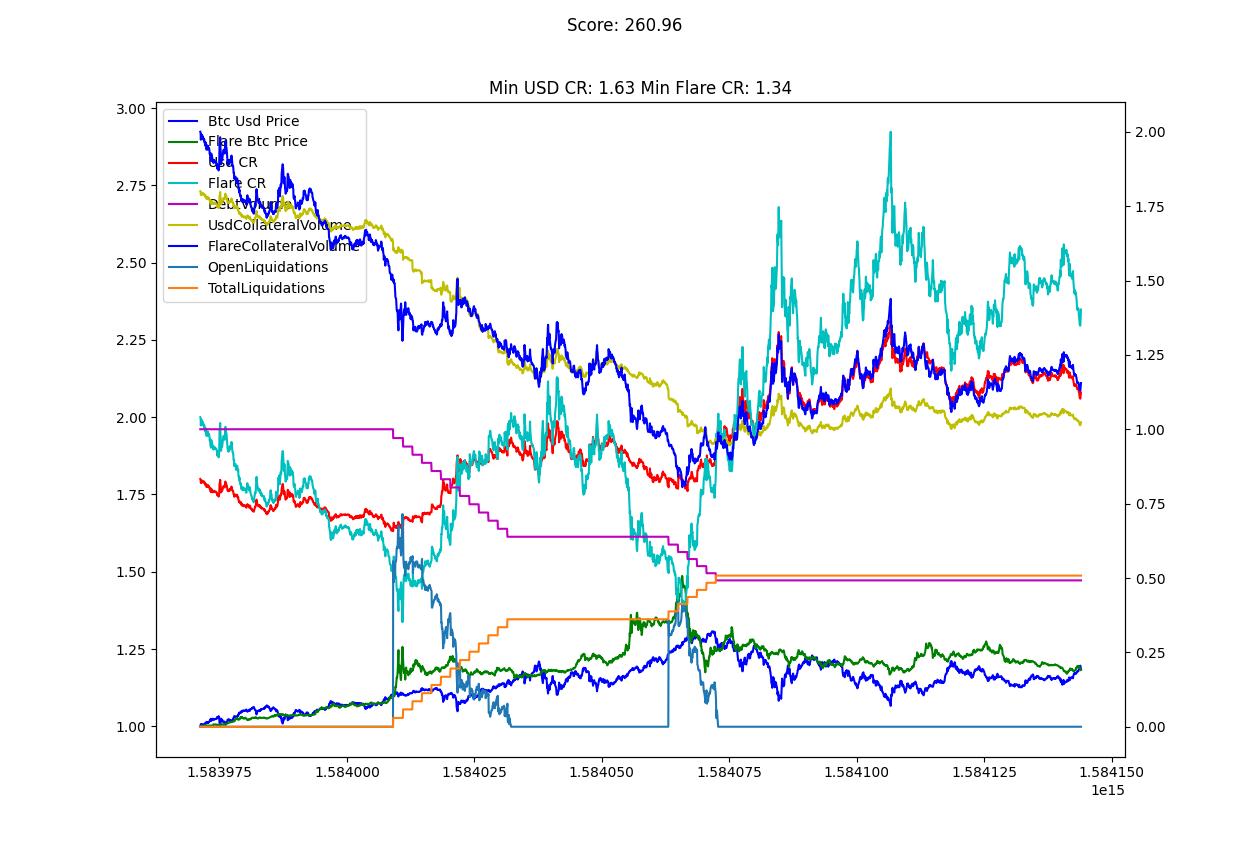 Score: 260.96
Min USD CR: 1.63 Min Flare CR: 1.34
Btc Usd Price
Flare Btc Price
Usd CR
Flare CR
DebtVolume
UsdCollateralVolume
FlareCollateralVolume
OpenLiquidations
TotalLiquidations
3.00
2.75
2.50
2.25
2.00
1.75
1.50
1.25
1.00
2.00
1.75
1.50
1.25
1.00
0.75
0.50
0.25
0.00
1.583975 1.584000 1.584025 1.584050 1.584075 1.584100 1.584125 1.584150
1e15